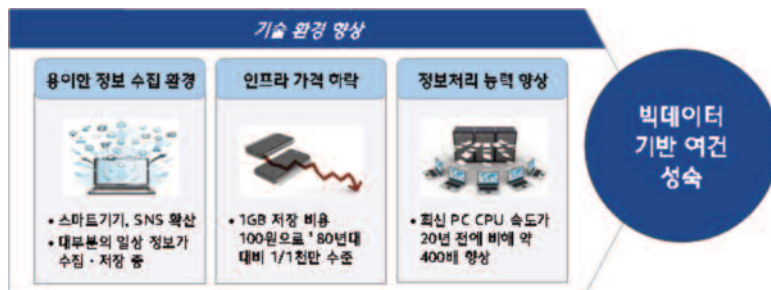 기술 환경 향상
용이한 정보 수집 환경
• 스마트기기, SNS 확산
• 대부분의 일상 정보가
수집 · 저장 중
인프라 가격 하락
• 1GB 저장 비용
100원으로 ' 80년대
대비 1/1천만 수준
정보처리 능력 향상
• 최신 PC CPU 속도가
20년 전에 비해 약
400배 향상
빅데이터
기반 여건
성숙